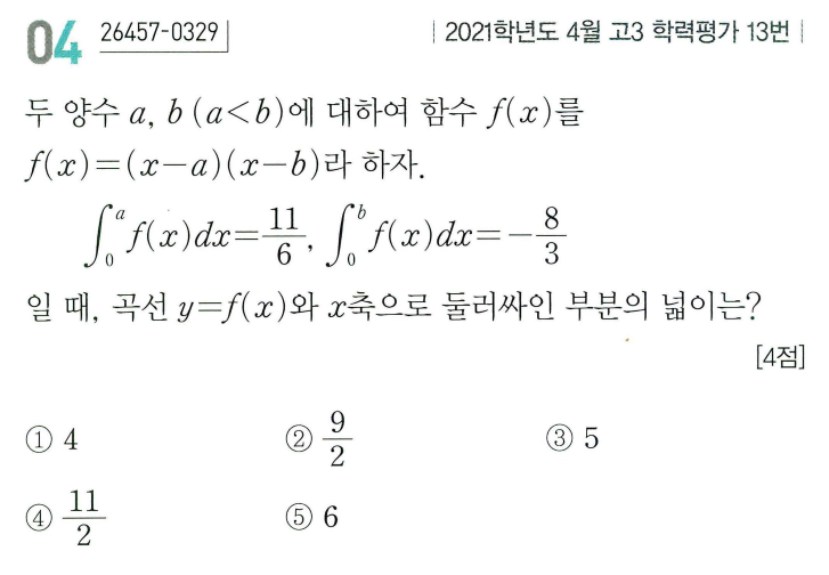 04 26457-0329 | 2021학년도 4월 고3 학력평가 13번 |
두 양수 a, b (a<b)에 대하여 함수 f(x)를
f(x)=(x-a)(x-b)라 하자.
∫₀ᵃ f(x)dx=11/6, ∫₀ᵇ f(x)dx=-8/3
일 때, 곡선 y=f(x)와 x축으로 둘러싸인 부분의 넓이는?
[4점]
① 4 ② 9/2 ③ 5
④ 11/2 ⑤ 6